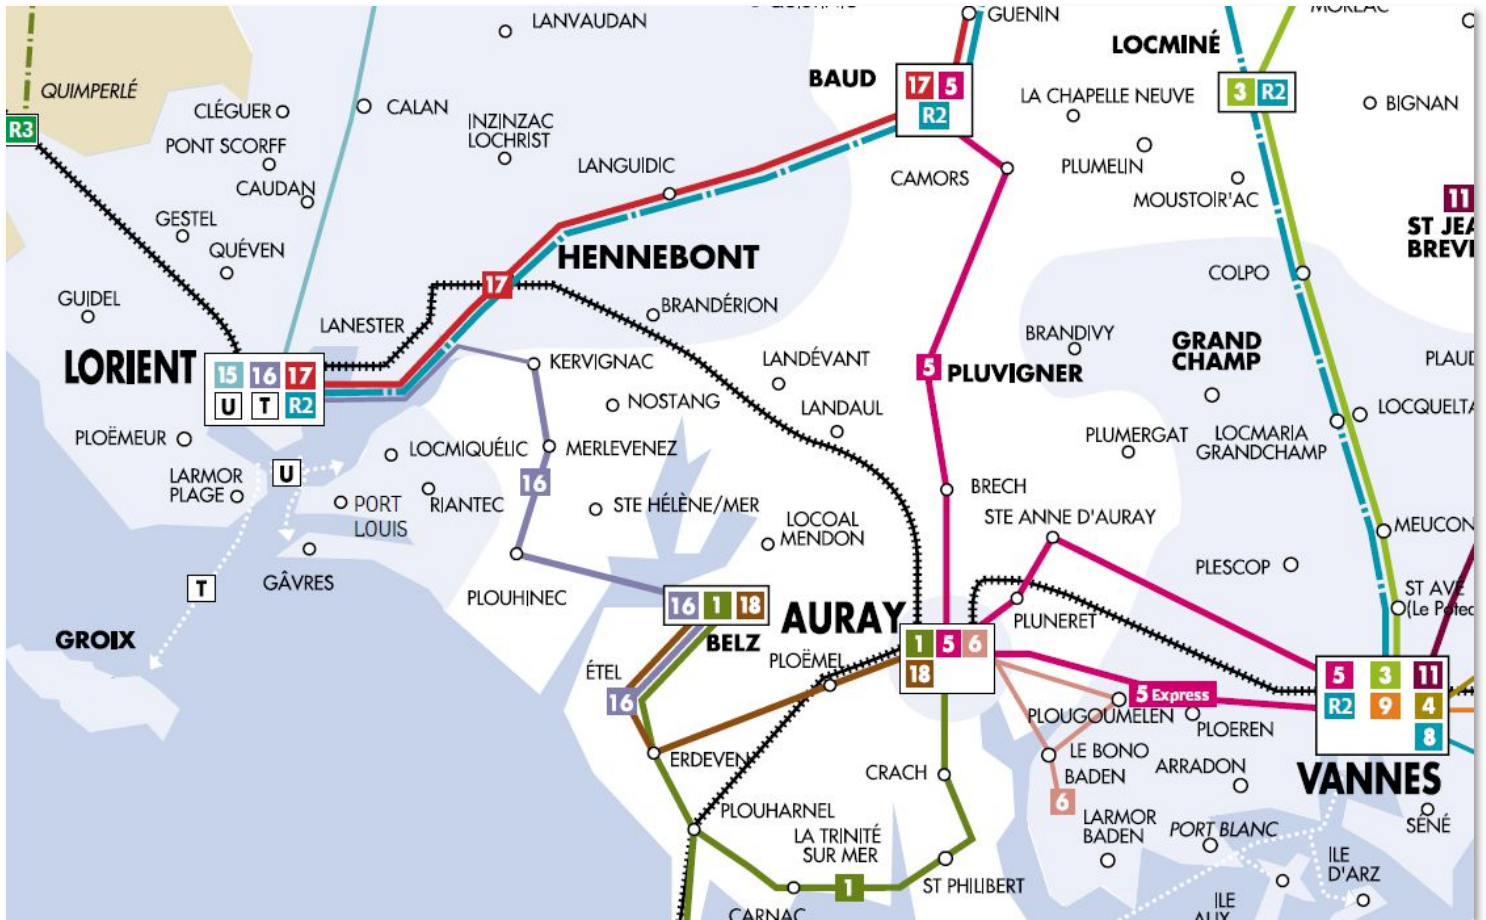 LANVAUDAN
GUENIN
LOCMINÉ
BAUD
17 5
R2
3 R2
QUIMPERLÉ
R3
CLÉGUER
CALAN
INZINZAC
LOCHRIST
LA CHAPELLE NEUVE
BIGNAN
PONT SCORFF
LANGUIDIC
CAMORS
PLUMELIN
CAUDAN
MOUSTOIR'AC
11
ST JEA
BREVI
GESTEL
QUÉVEN
HENNEBONT
17
COLPO
GUIDEL
LANESTER
BRANDÉRION
BRANDIVY
GRAND
CHAMP
PLAUD
LORIENT
15 16 17
U T R2
KERVIGNAC
LANDÉVANT
5
PLUVIGNER
NOSTANG
LANDAUL
LOCQUELTA
PLOËMEUR
LOCMIQUÉLIC
MERLEVENEZ
PLUMERGAT
LOCMARIA
GRANDCHAMP
LARMOR
PLAGE
U
PORT
LOUIS
RIANTEC
16
STE HÉLÈNE/MER
BRECH
LOCOAL
MENDON
STE ANNE D'AURAY
MEUCON
GÂVRES
T
PLOUHINEC
PLESCOP
ST AVÉ
(Le Poteau
16 1 18
BELZ
AURAY
1 5 6
18
PLUNERET
GROIX
ÉTEL
16
PLOËMEL
5 3 11
R2 9 4
8
VANNES
5 Express
PLOUGOUMELEN
PLOEREN
ERDEVEN
CRACH
LE BONO
BADEN
6
ARRADON
PLOUHARNEL
LA TRINITÉ
SUR MER
LARMOR
BADEN
PORT BLANC
SÉNÉ
1
ST PHILIBERT
ILE
D'ARZ
CARNAC
ILE
AUX